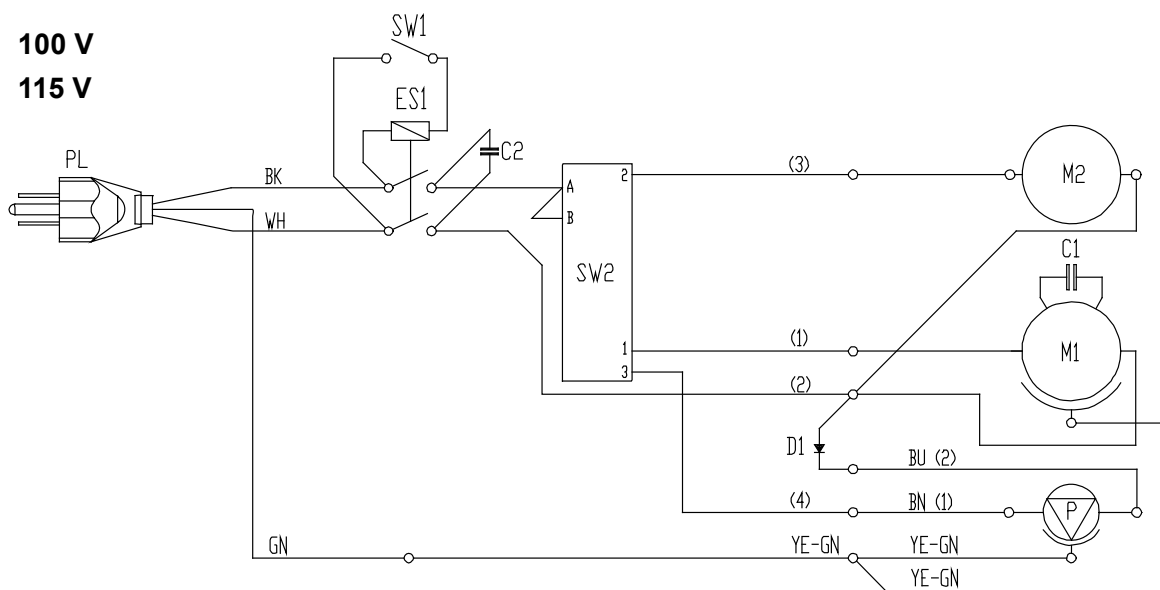 100 V
SW1
115 V
ES1
C2
PL
BK
A
2
(3)
M2
B
WH
C1
SW2
1
(1)
M1
3
(2)
D1
BU (2)
(4)
BN (1)
P
GN
YE-GN
YE-GN
YE-GN